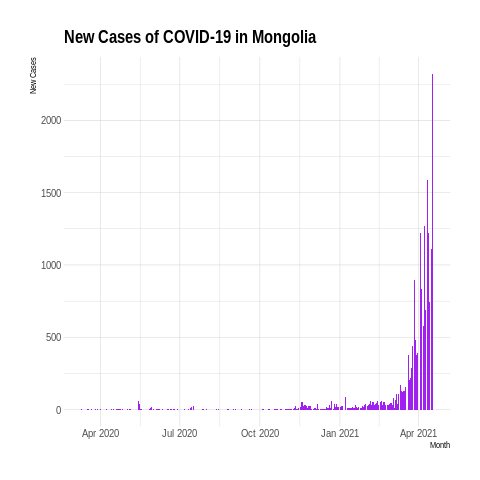 New Cases of COVID-19 in Mongolia
New Cases
2000
1500
1000
500
0
Apr 2020 Jul 2020 Oct 2020 Jan 2021 Apr 2021
Month